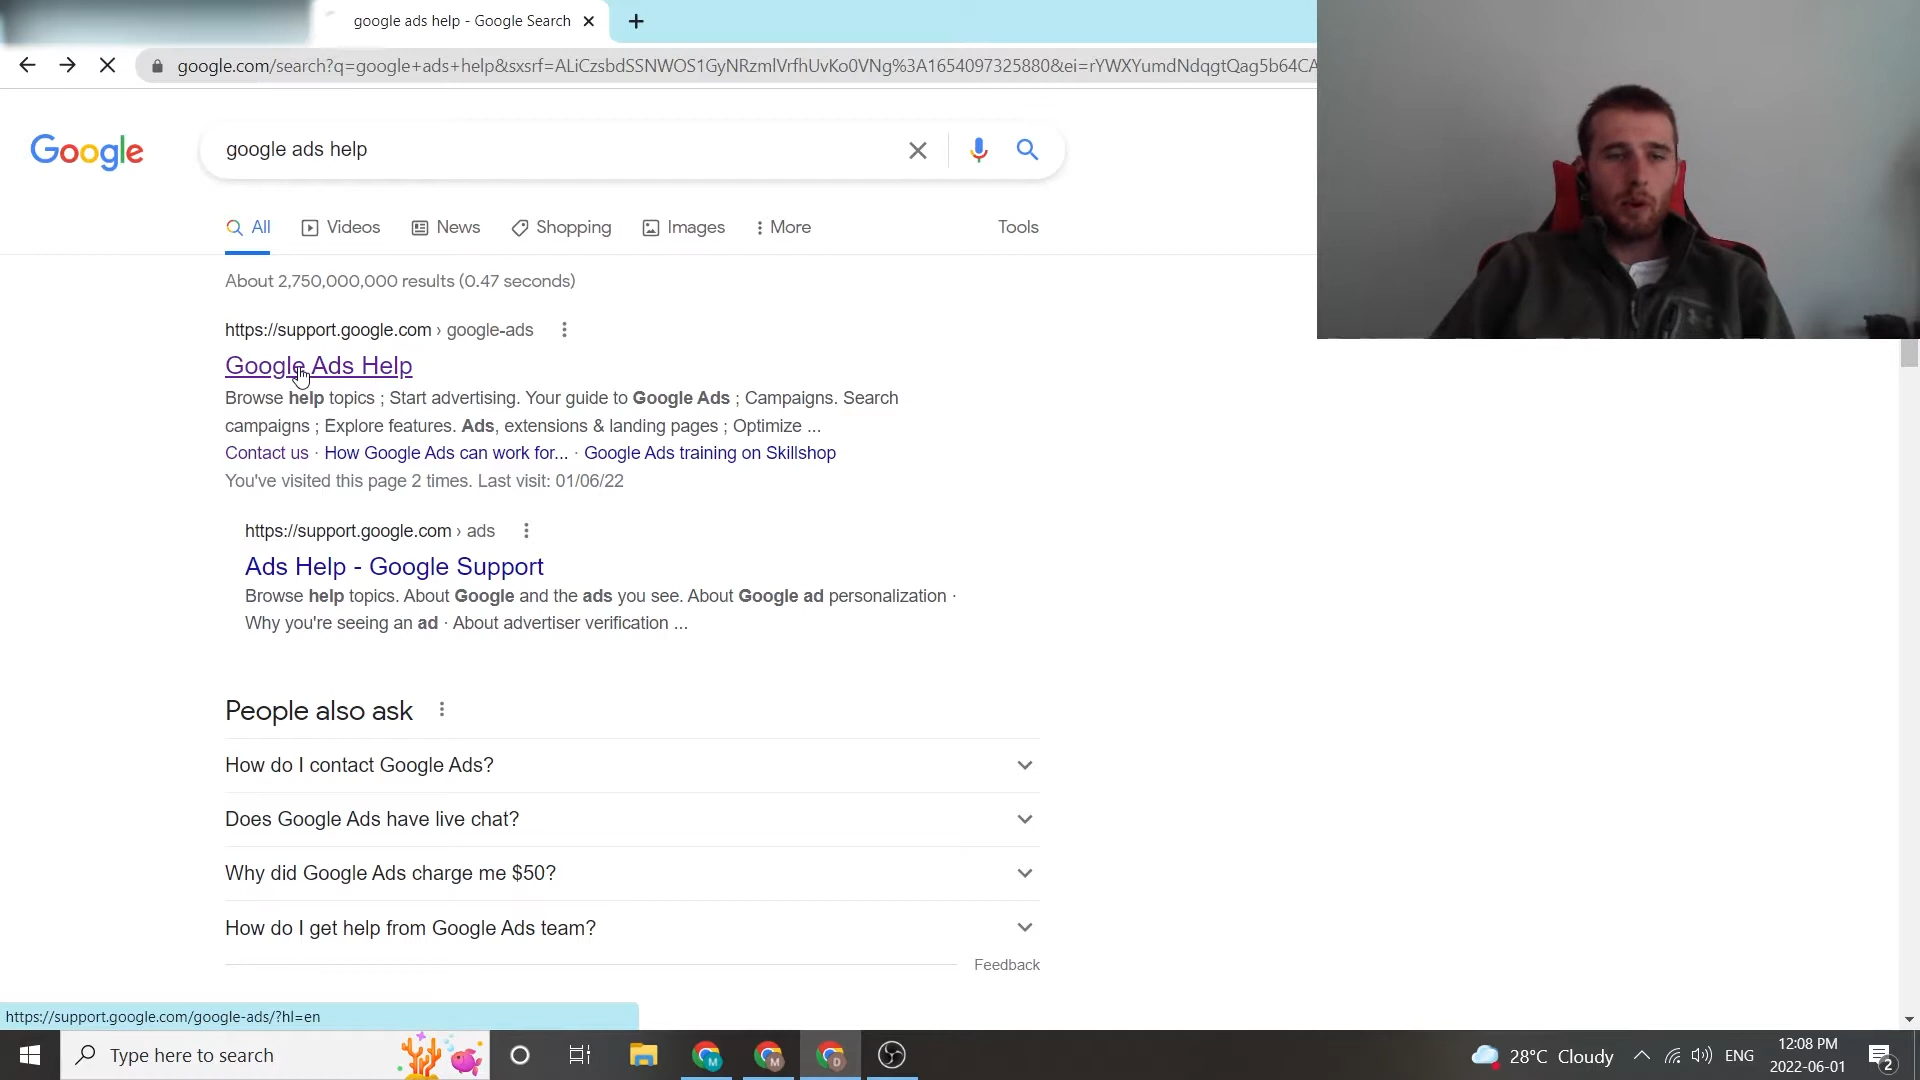 google ads help - Google Search
google.com/search?q=google+ads+help&sxsrf=ALiCzsbdSSNWOS1GyNRzmlVrfhUvKo0VNg%3A1654097325880&ei=rYWXYumdNdqgtQag5b64CA
Google
google ads help
All Videos News Shopping Images More Tools
About 2,750,000,000 results (0.47 seconds)
https://support.google.com › google-ads
Google Ads Help
Browse help topics ; Start advertising. Your guide to Google Ads ; Campaigns. Search
campaigns ; Explore features. Ads, extensions & landing pages ; Optimize ...
Contact us · How Google Ads can work for... · Google Ads training on Skillshop
You've visited this page 2 times. Last visit: 01/06/22
https://support.google.com › ads
Ads Help - Google Support
Browse help topics. About Google and the ads you see. About Google ad personalization ·
Why you're seeing an ad · About advertiser verification ...
People also ask
How do I contact Google Ads?
Does Google Ads have live chat?
Why did Google Ads charge me $50?
How do I get help from Google Ads team?
Feedback
https://support.google.com/google-ads/?hl=en
Type here to search
M
M
D
28°C Cloudy
ENG
12:08 PM
2022-06-01
2